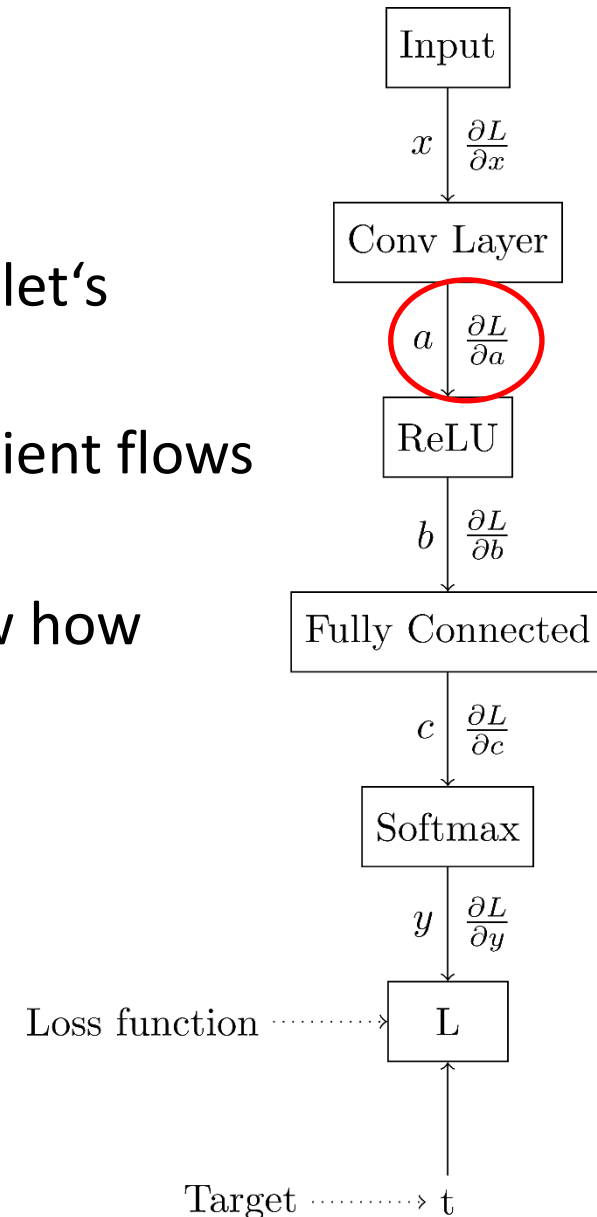 Input
x ∂L/∂x
Conv Layer
let‘s
a ∂L/∂a
ReLU
ient flows
b ∂L/∂b
how
Fully Connected
c ∂L/∂c
Softmax
y ∂L/∂y
Loss function
L
Target
t